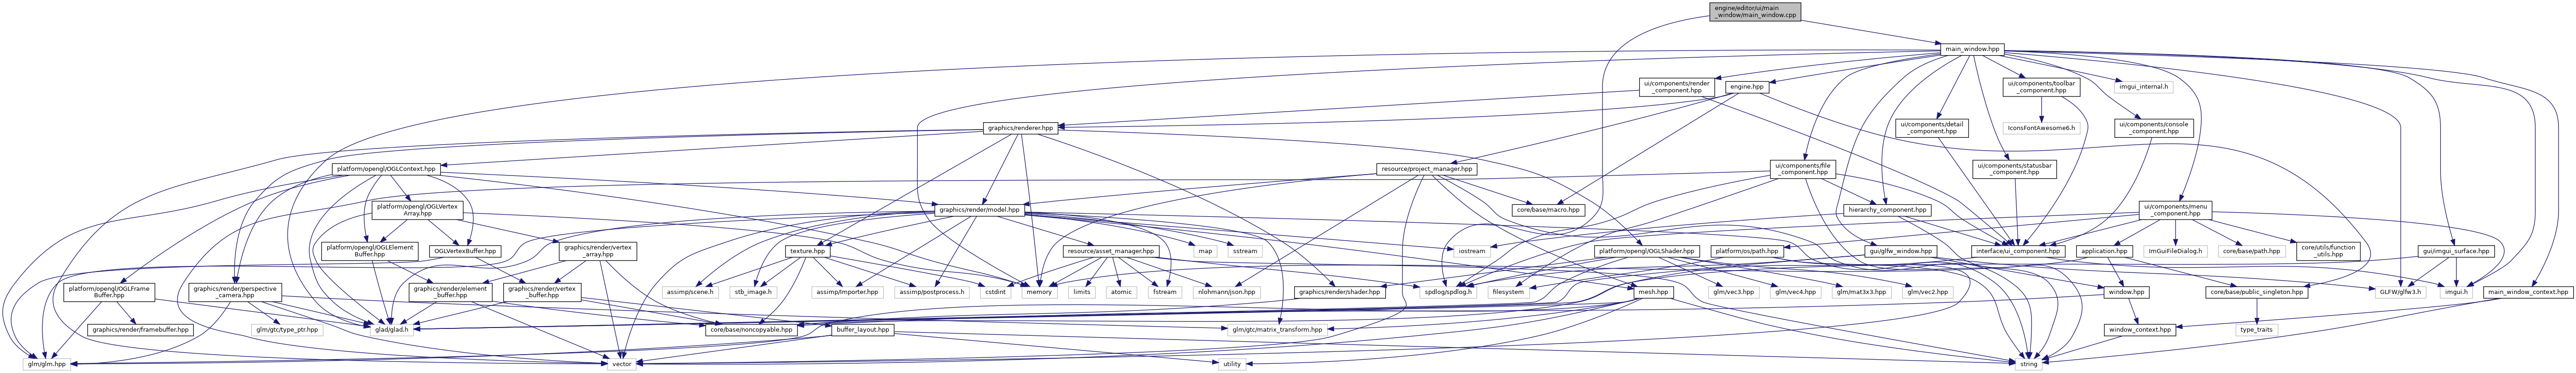 engine/editor/ui/main
_window/main_window.cpp
main_window.hpp
ui/components/render
_component.hpp
engine.hpp
ui/components/toolbar
_component.hpp
imgui_internal.h
graphics/renderer.hpp
ui/components/detail
_component.hpp
IconsFontAwesome6.h
ui/components/console
_component.hpp
platform/opengl/OGLContext.hpp
resource/project_manager.hpp
ui/components/file
_component.hpp
ui/components/statusbar
_component.hpp
platform/opengl/OGLVertex
Array.hpp
graphics/render/model.hpp
core/base/macro.hpp
hierarchy_component.hpp
ui/components/menu
_component.hpp
platform/opengl/OGLElement
Buffer.hpp
OGLVertexBuffer.hpp
graphics/render/vertex
_array.hpp
texture.hpp
resource/asset_manager.hpp
map
sstream
iostream
platform/opengl/OGLShader.hpp
platform/os/path.hpp
gui/glfw_window.hpp
interface/ui_component.hpp
application.hpp
ImGuiFileDialog.h
core/base/path.hpp
core/utils/function
_utils.hpp
gui/imgui_surface.hpp
platform/opengl/OGLFrame
Buffer.hpp
graphics/render/perspective
_camera.hpp
graphics/render/element
_buffer.hpp
graphics/render/vertex
_buffer.hpp
assimp/scene.h
stb_image.h
assimp/Importer.hpp
assimp/postprocess.h
cstdint
memory
limits
atomic
fstream
nlohmann/json.hpp
graphics/render/shader.hpp
spdlog/spdlog.h
filesystem
mesh.hpp
glm/vec3.hpp
glm/vec4.hpp
glm/mat3x3.hpp
glm/vec2.hpp
window.hpp
core/base/public_singleton.hpp
GLFW/glfw3.h
imgui.h
main_window_context.hpp
graphics/render/framebuffer.hpp
glm/gtc/type_ptr.hpp
glad/glad.h
core/base/noncopyable.hpp
buffer_layout.hpp
glm/gtc/matrix_transform.hpp
window_context.hpp
type_traits
glm/glm.hpp
vector
utility
string